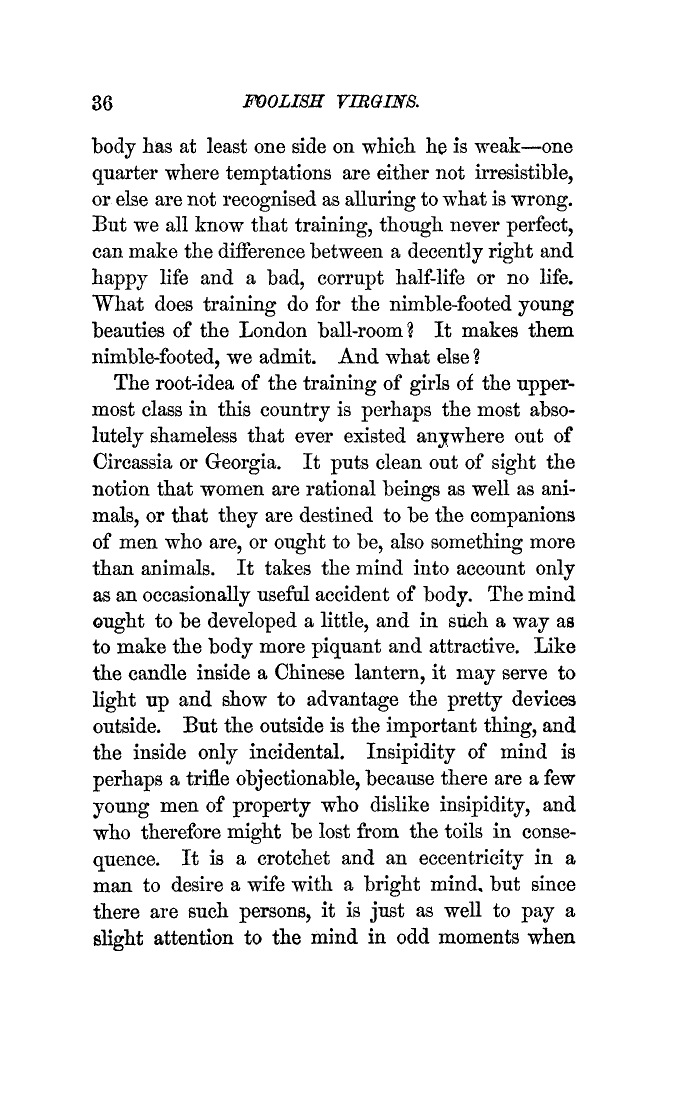 36 FOOLISH VIRGINS.
body has at least one side on which he is weak—one
quarter where temptations are either not irresistible,
or else are not recognised as alluring to what is wrong.
But we all know that training, though never perfect,
can make the difference between a decently right and
happy life and a bad, corrupt half-life or no life.
What does training do for the nimble-footed young
beauties of the London ball-room? It makes them
nimble-footed, we admit. And what else?
The root-idea of the training of girls of the upper-
most class in this country is perhaps the most abso-
lutely shameless that ever existed anywhere out of
Circassia or Georgia. It puts clean out of sight the
notion that women are rational beings as well as ani-
mals, or that they are destined to be the companions
of men who are, or ought to be, also something more
than animals. It takes the mind into account only
as an occasionally useful accident of body. The mind
ought to be developed a little, and in such a way as
to make the body more piquant and attractive. Like
the candle inside a Chinese lantern, it may serve to
light up and show to advantage the pretty devices
outside. But the outside is the important thing, and
the inside only incidental. Insipidity of mind is
perhaps a trifle objectionable, because there are a few
young men of property who dislike insipidity, and
who therefore might be lost from the toils in conse-
quence. It is a crotchet and an eccentricity in a
man to desire a wife with a bright mind, but since
there are such persons, it is just as well to pay a
slight attention to the mind in odd moments when